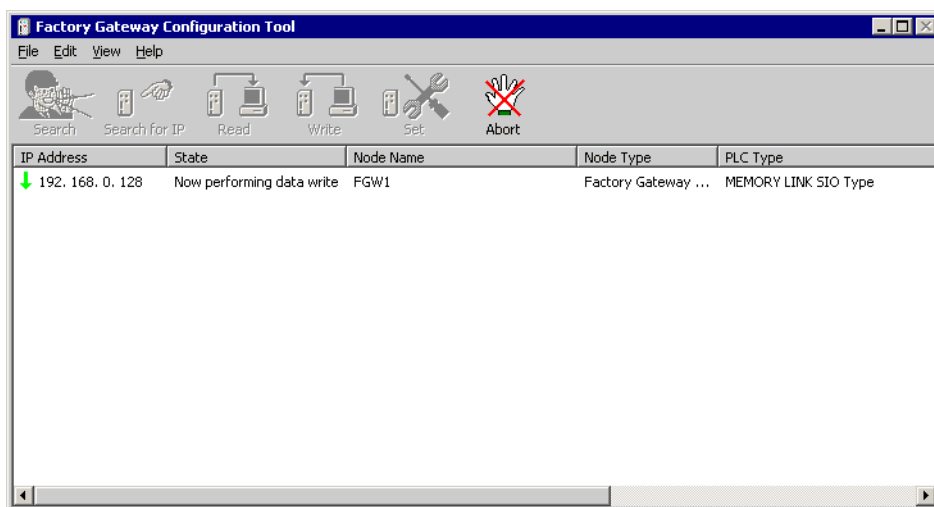 Factory Gateway Configuration Tool
File Edit View Help
Search Search for IP Read Write Set Abort
IP Address State Node Name Node Type PLC Type
192. 168. 0. 128 Now performing data write FGW1 Factory Gateway ... MEMORY LINK SIO Type